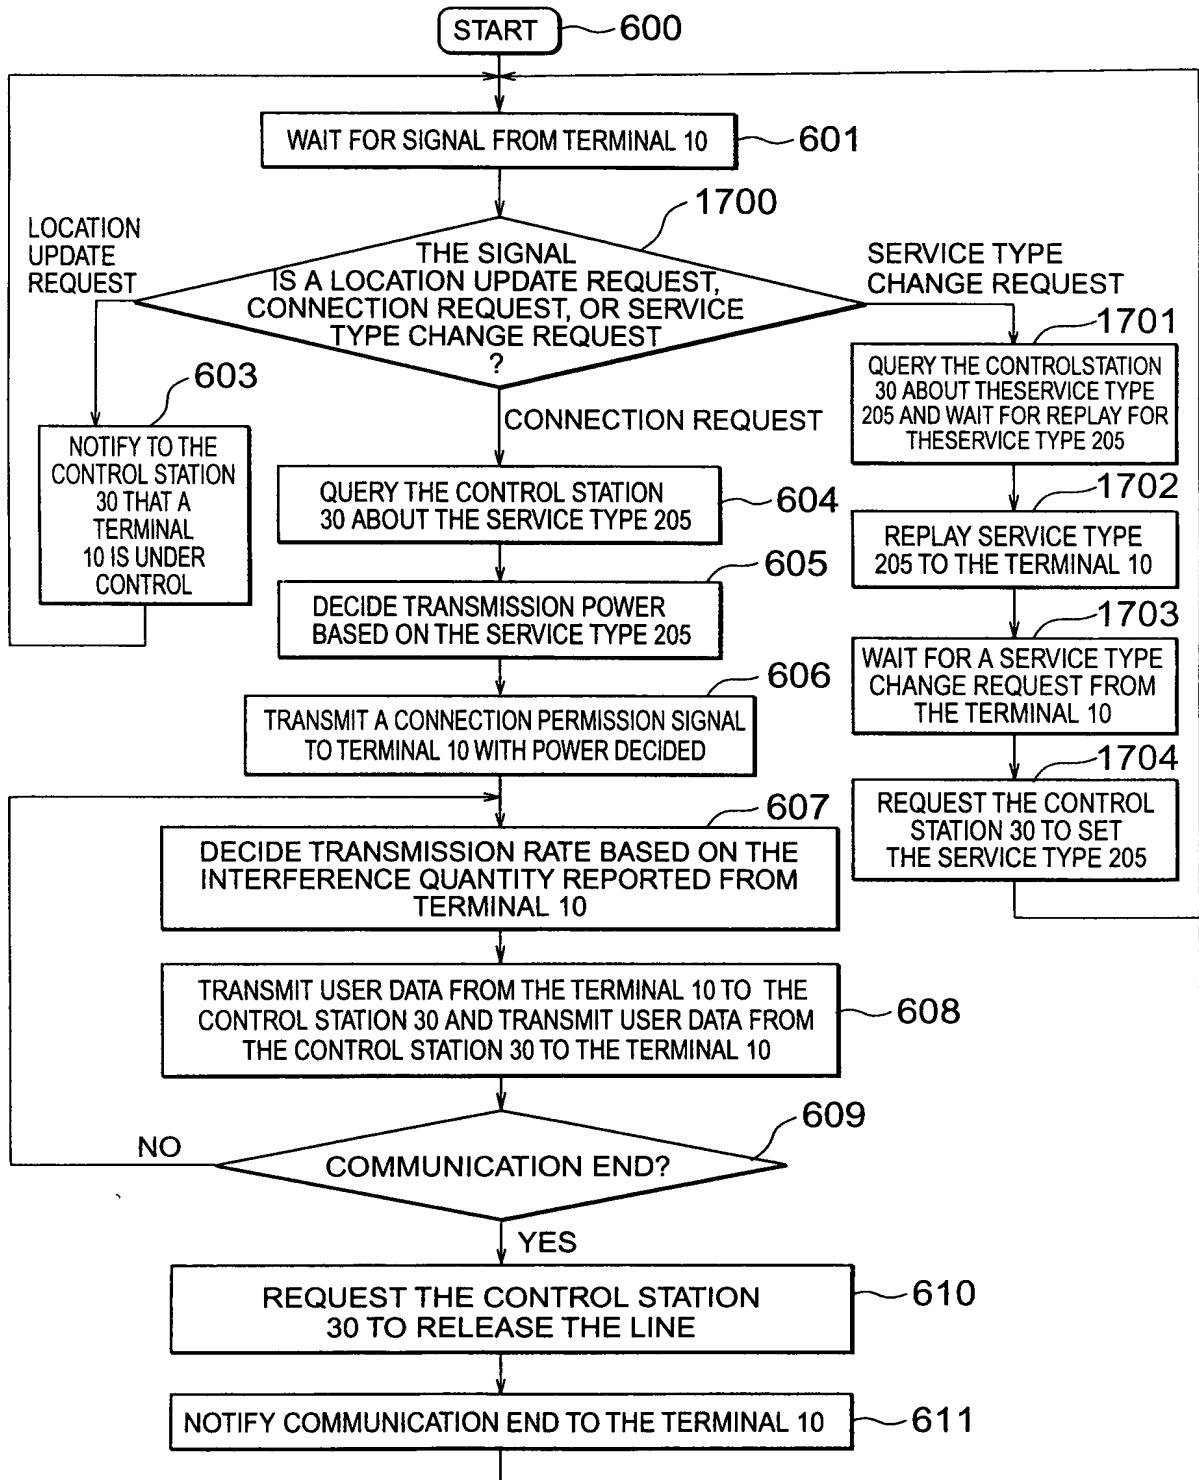 START
600
WAIT FOR SIGNAL FROM TERMINAL 10
601
1700
LOCATION
UPDATE
REQUEST
THE SIGNAL
IS A LOCATION UPDATE REQUEST,
CONNECTION REQUEST, OR SERVICE
TYPE CHANGE REQUEST
?
SERVICE TYPE
CHANGE REQUEST
603
NOTIFY TO THE
CONTROL STATION
30 THAT A
TERMINAL
10 IS UNDER
CONTROL
CONNECTION REQUEST
1701
QUERY THE CONTROLSTATION
30 ABOUT THESERVICE TYPE
205 AND WAIT FOR REPLAY FOR
THESERVICE TYPE 205
QUERY THE CONTROL STATION
30 ABOUT THE SERVICE TYPE 205
604
1702
REPLAY SERVICE TYPE
205 TO THE TERMINAL 10
605
DECIDE TRANSMISSION POWER
BASED ON THE SERVICE TYPE 205
1703
WAIT FOR A SERVICE TYPE
CHANGE REQUEST FROM
THE TERMINAL 10
606
TRANSMIT A CONNECTION PERMISSION SIGNAL
TO TERMINAL 10 WITH POWER DECIDED
1704
REQUEST THE CONTROL
STATION 30 TO SET
THE SERVICE TYPE 205
607
DECIDE TRANSMISSION RATE BASED ON THE
INTERFERENCE QUANTITY REPORTED FROM
TERMINAL 10
TRANSMIT USER DATA FROM THE TERMINAL 10 TO THE
CONTROL STATION 30 AND TRANSMIT USER DATA FROM
THE CONTROL STATION 30 TO THE TERMINAL 10
608
609
NO
COMMUNICATION END?
YES
REQUEST THE CONTROL STATION
30 TO RELEASE THE LINE
610
NOTIFY COMMUNICATION END TO THE TERMINAL 10
611